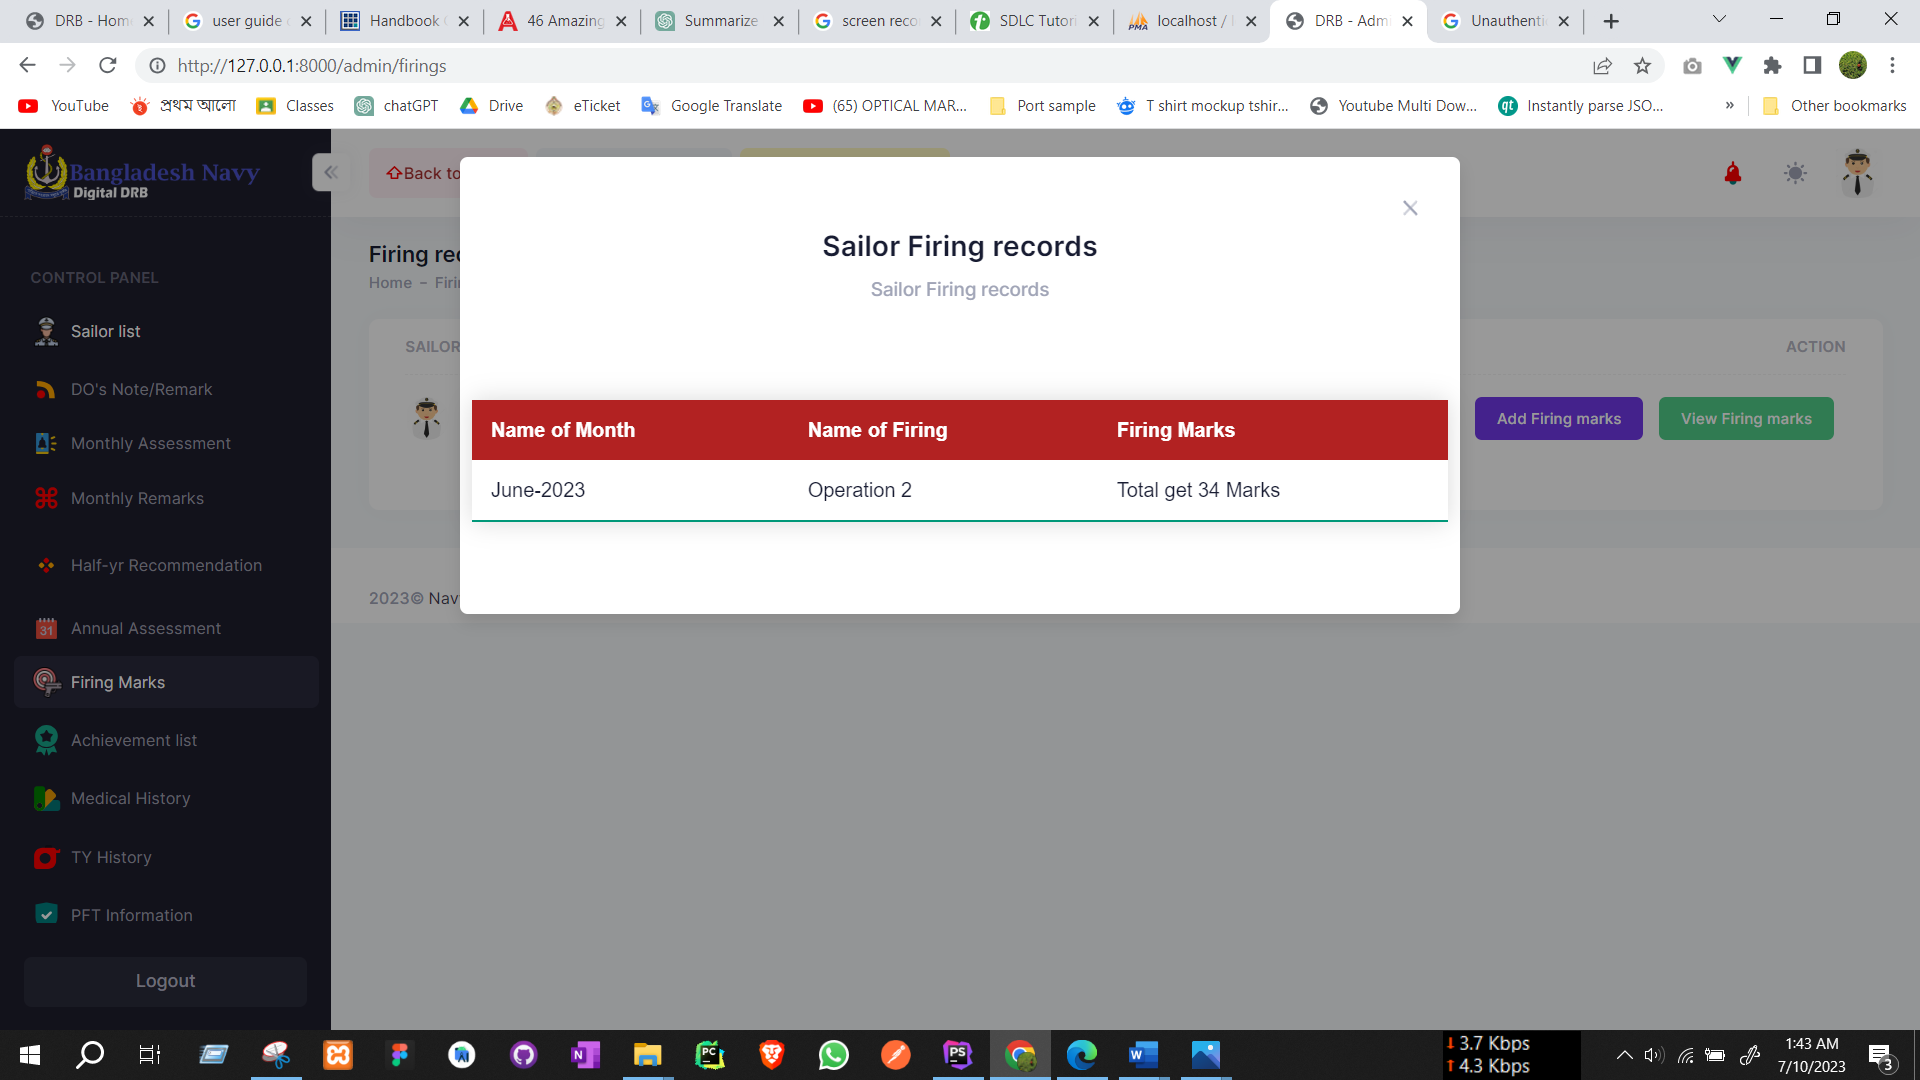 DRB - Hom
user guide
Handbook
46 Amazing
Summarize
screen reco
SDLC Tutori
localhost /
DRB - Adm
Unauthenti
http://127.0.0.1:8000/admin/firings
YouTube
প্রথম আলো
Classes
chatGPT
Drive
eTicket
Google Translate
(65) OPTICAL MAR...
Port sample
T shirt mockup tshir...
Youtube Multi Dow...
Instantly parse JSO...
»
Other bookmarks
Bangladesh Navy
Digital DRB
Back to
Firing rec
Home - Firi
CONTROL PANEL
Sailor list
DO's Note/Remark
Monthly Assessment
Monthly Remarks
Half-yr Recommendation
Annual Assessment
Firing Marks
Achievement list
Medical History
TY History
PFT Information
Logout
SAILOR
ACTION
Add Firing marks
View Firing marks
2023© Nav
Sailor Firing records
Sailor Firing records
Name of Month Name of Firing Firing Marks
June-2023 Operation 2 Total get 34 Marks
3.7 Kbps
4.3 Kbps
1:43 AM
7/10/2023
3